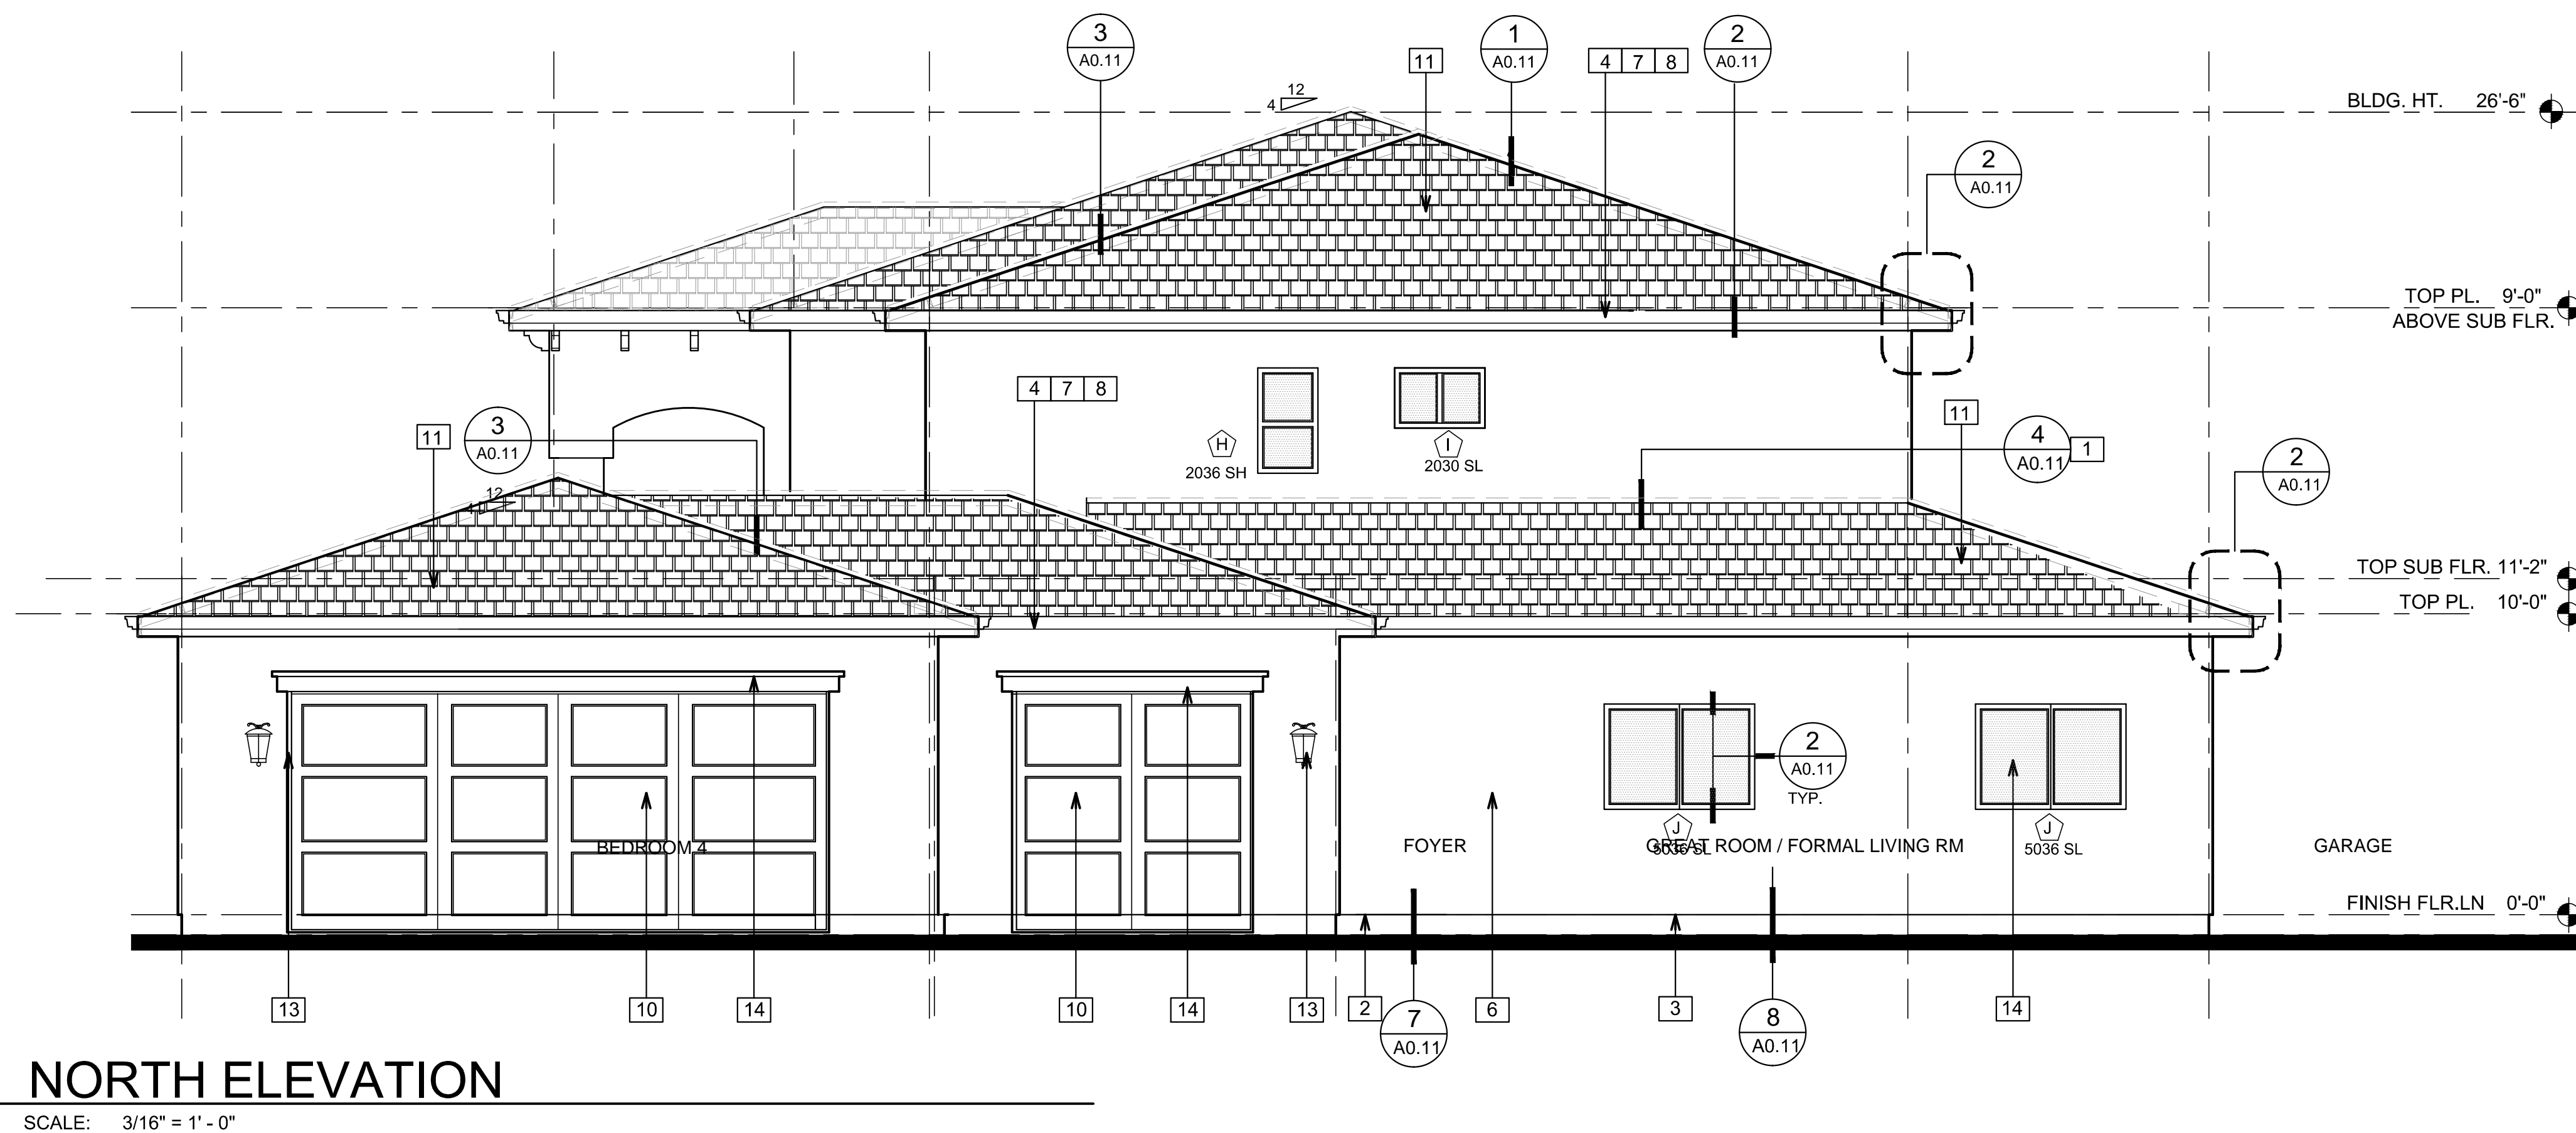 3
A0.11
11
1
A0.11
4 7 8
2
A0.11
12
4
BLDG. HT. 26'-6"
2
A0.11
TOP PL. 9'-0"
ABOVE SUB FLR.
4 7 8
11
3
A0.11
H
2036 SH
I
2030 SL
11
4
A0.11
1
2
A0.11
12
4
TOP SUB FLR. 11'-2"
TOP PL. 10'-0"
2
A0.11
TYP.
J
5036 SL
J
5036 SL
BEDROOM 4
FOYER
GREAT ROOM / FORMAL LIVING RM
GARAGE
FINISH FLR.LN 0'-0"
13
10
14
10
14
13
2
7
A0.11
6
3
8
A0.11
14
NORTH ELEVATION
SCALE: 3/16" = 1' - 0"